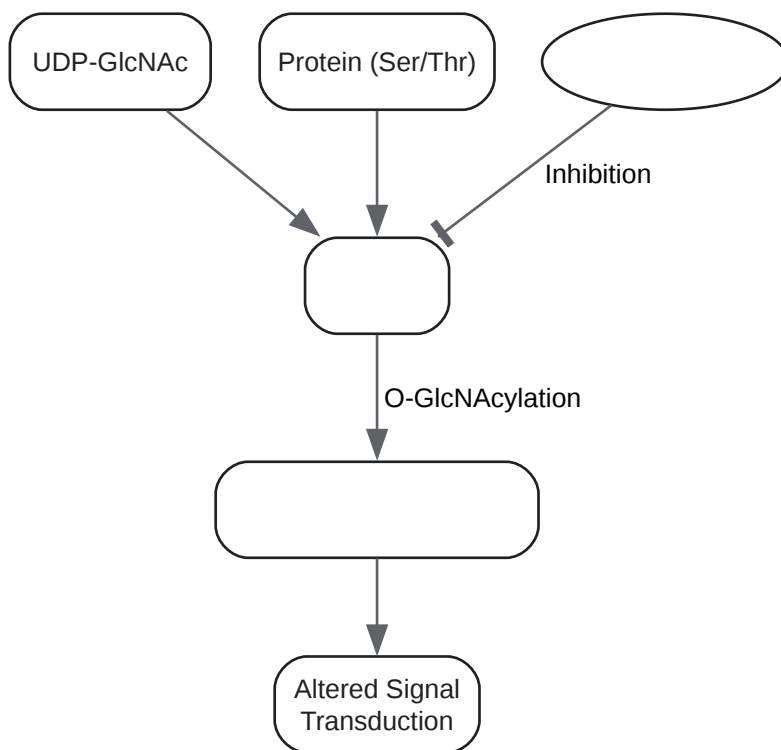 UDP-GlcNAc
Protein (Ser/Thr)
Inhibition
O-GlcNAcylation
Altered Signal
Transduction